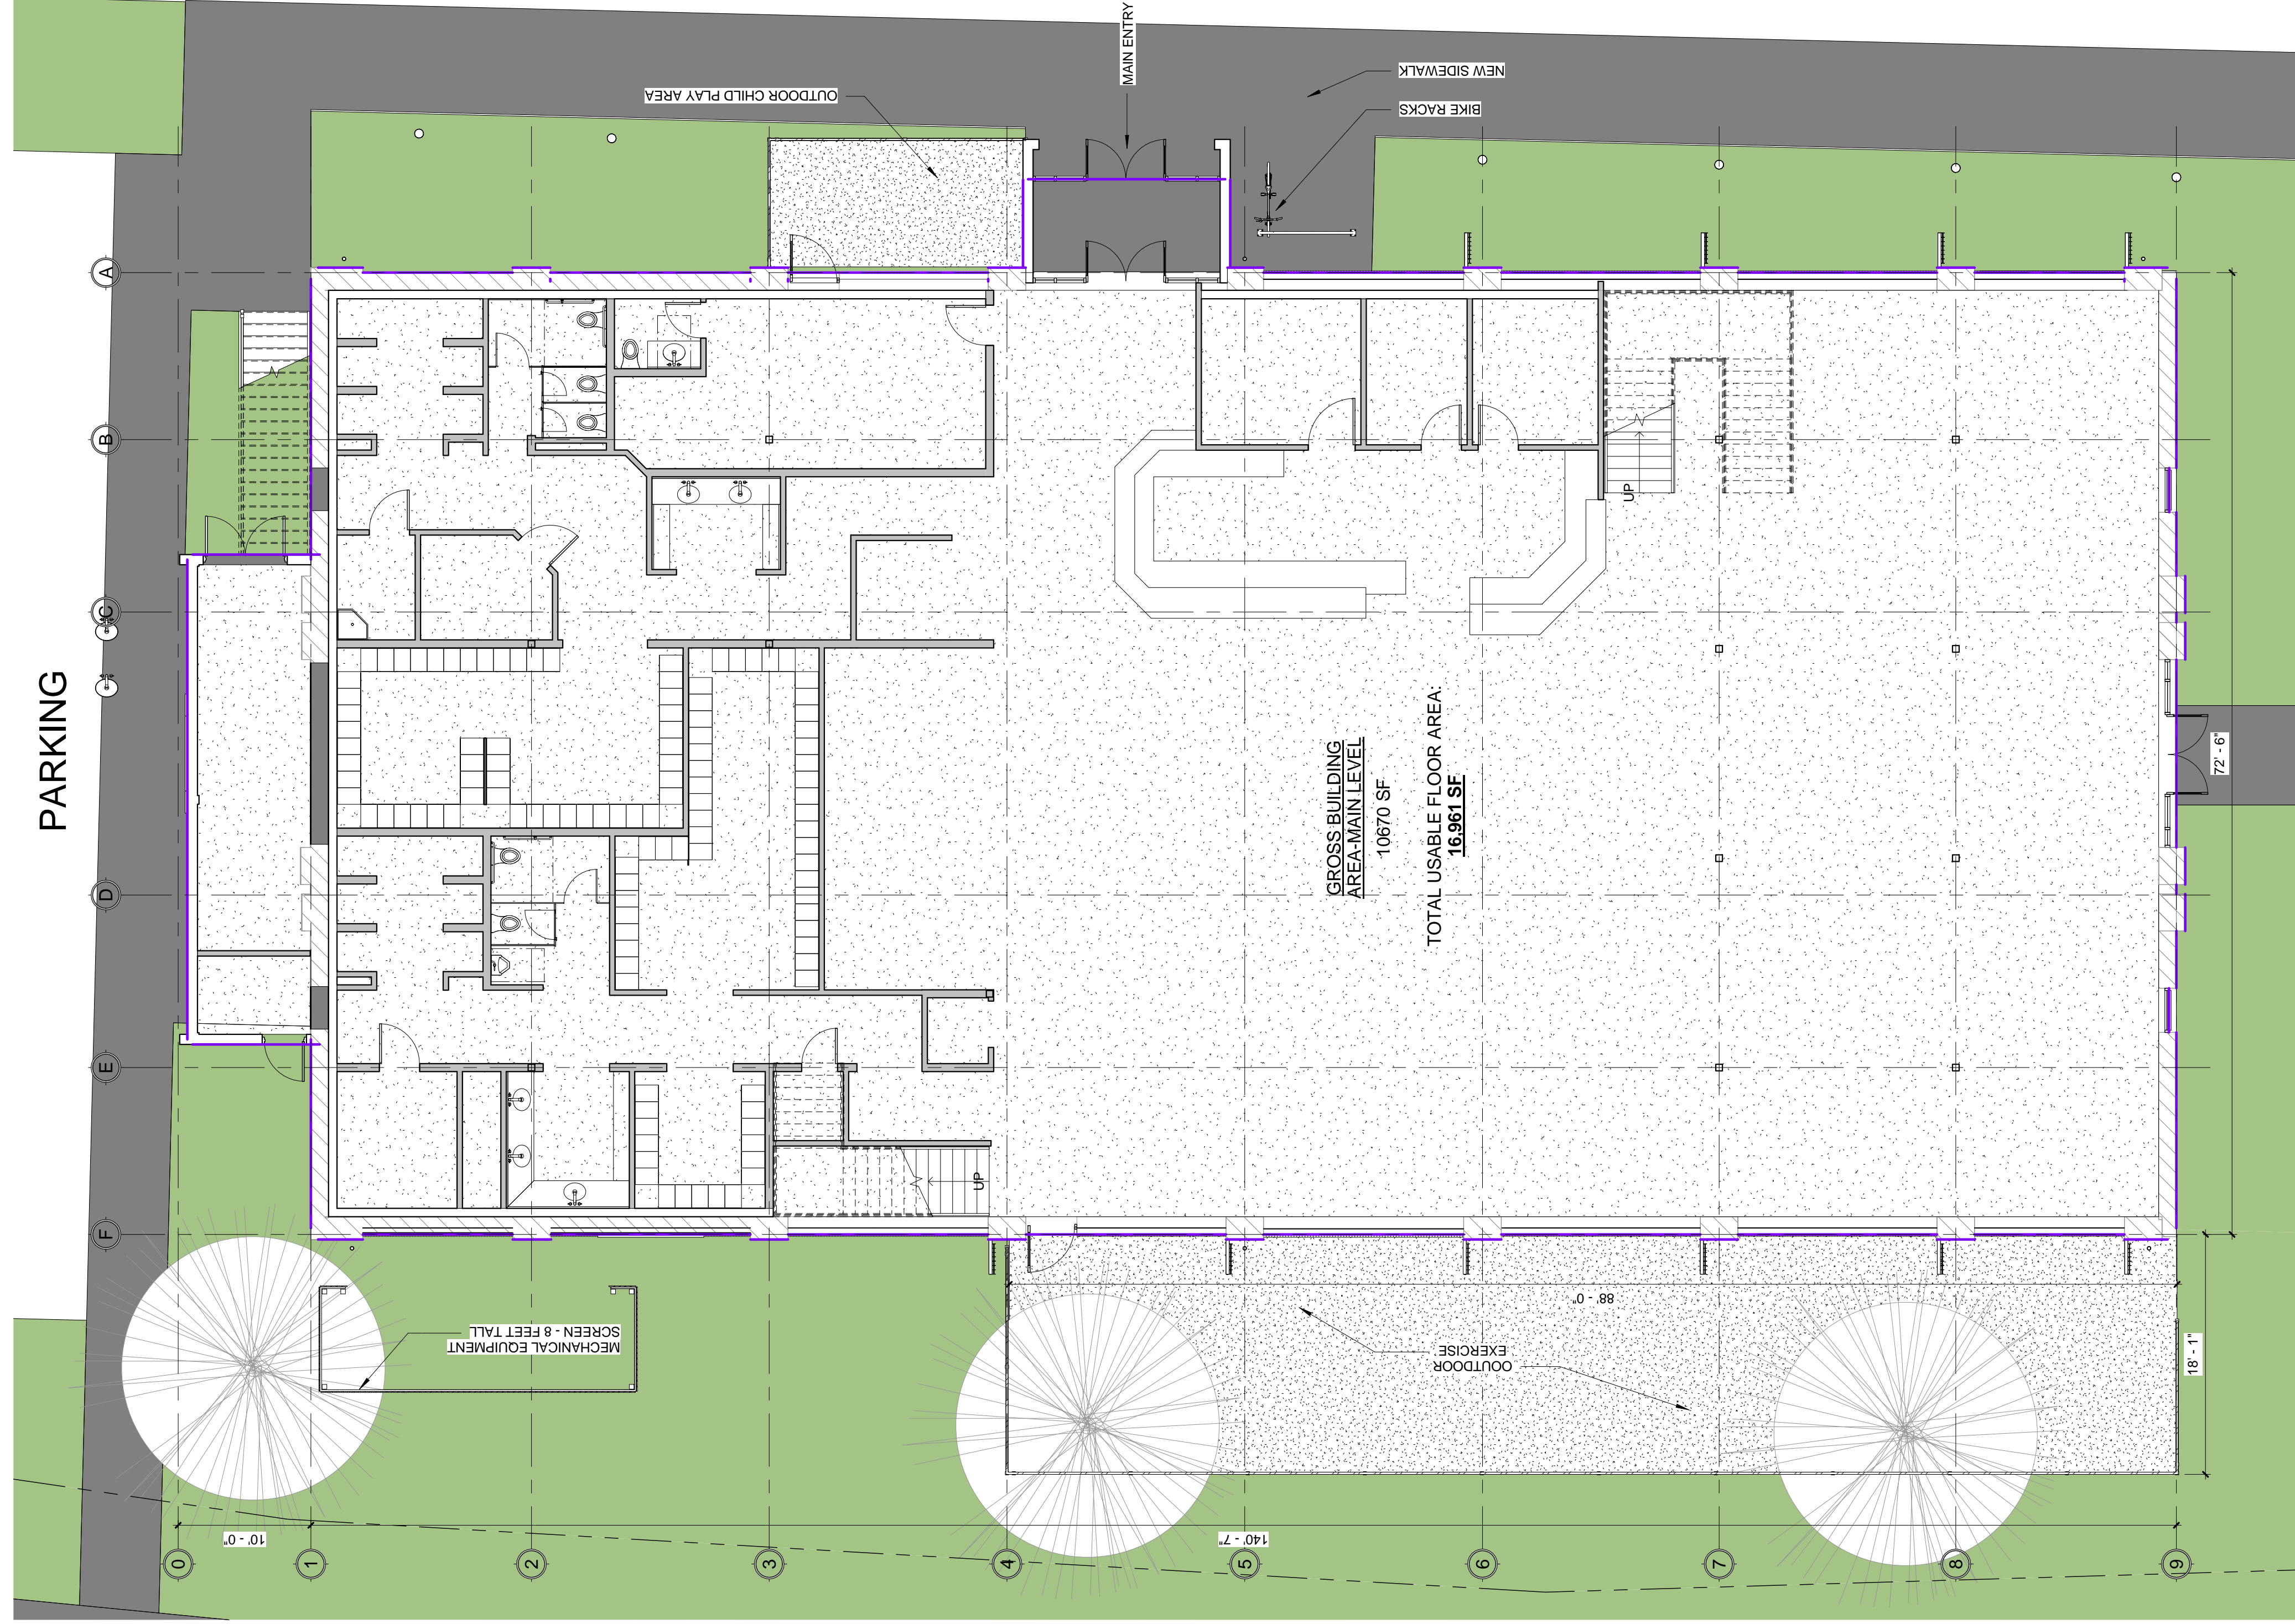 PARKING
MAIN ENTRY
NEW SIDEWALK
BIKE RACKS
OUTDOOR CHILD PLAY AREA
A
B
C
D
E
F
UP
GROSS BUILDING
AREA-MAIN LEVEL
10670 SF
TOTAL USABLE FLOOR AREA:
16,961 SF
72' - 6"
UP
MECHANICAL EQUIPMENT
SCREEN - 8 FEET TALL
88' - 0"
OOUTDOOR
EXERCISE
18' - 1"
10' - 0"
140' - 7"
0
1
2
3
4
5
6
7
8
9